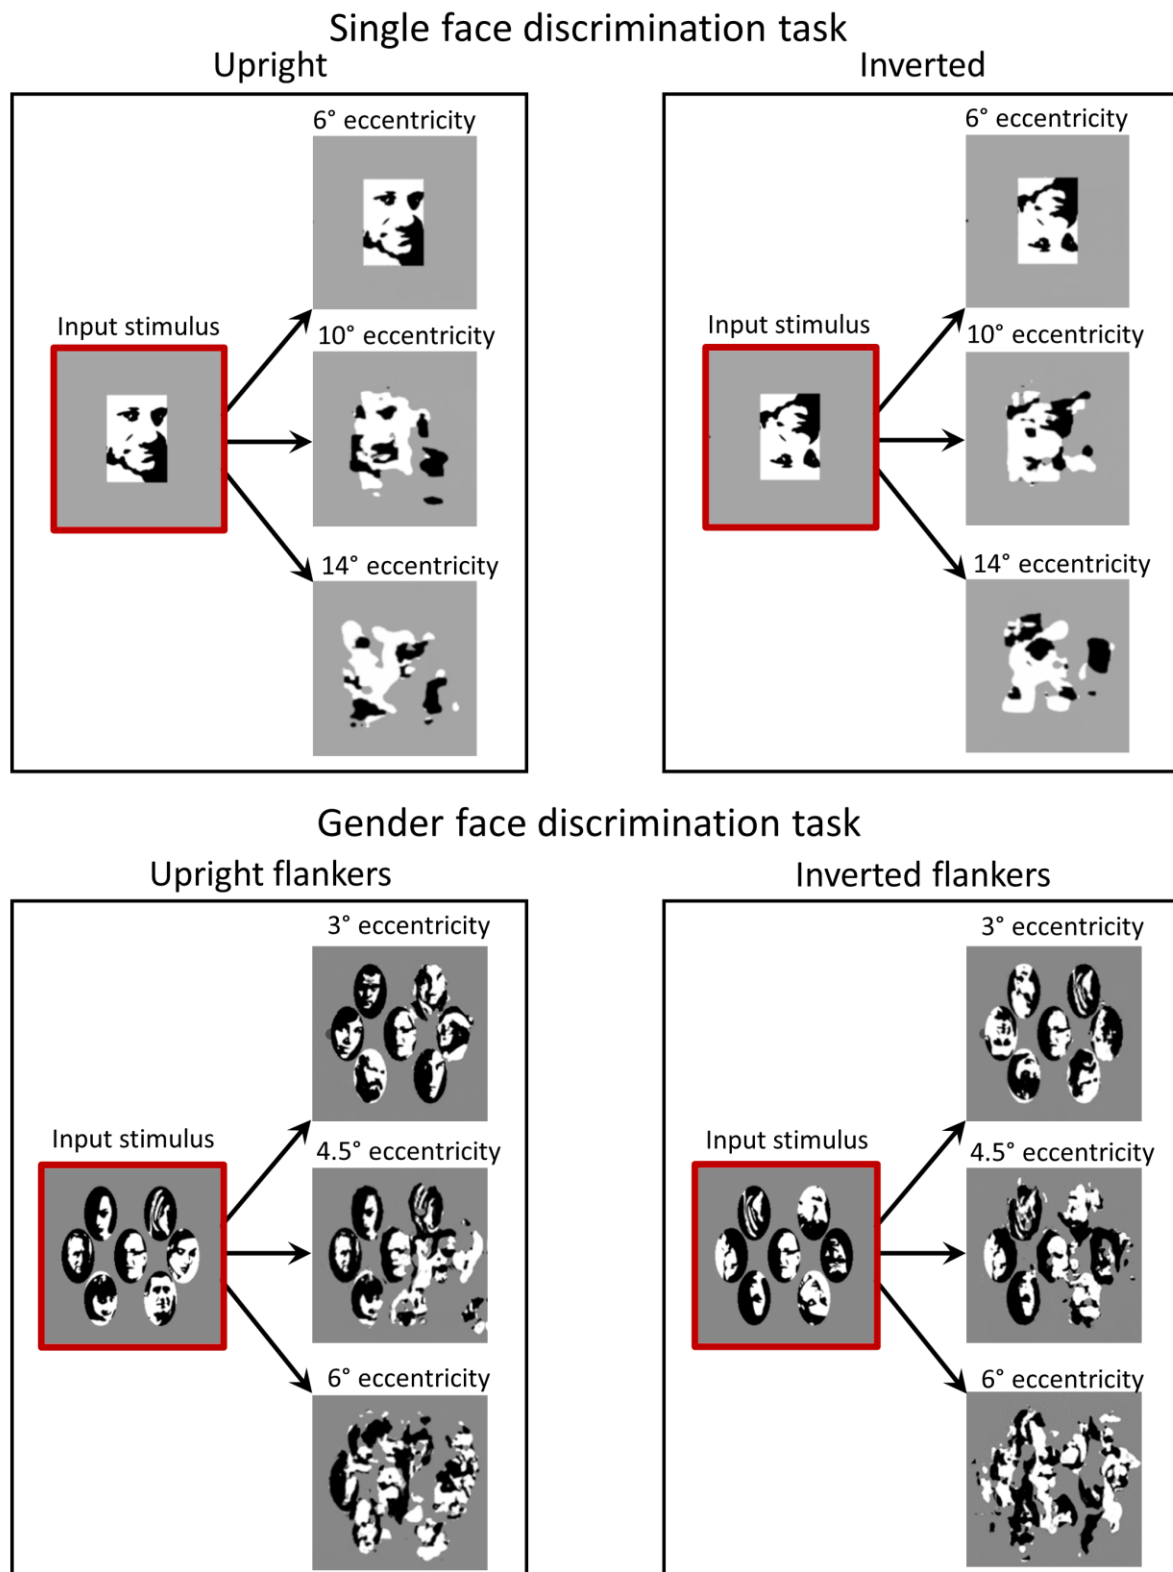 Single face discrimination task
Upright
Inverted
6° eccentricity
Input stimulus
10° eccentricity
14° eccentricity
6° eccentricity
Input stimulus
10° eccentricity
14° eccentricity
Gender face discrimination task
Upright flankers
Inverted flankers
3° eccentricity
Input stimulus
4.5° eccentricity
6° eccentricity
3° eccentricity
Input stimulus
4.5° eccentricity
6° eccentricity